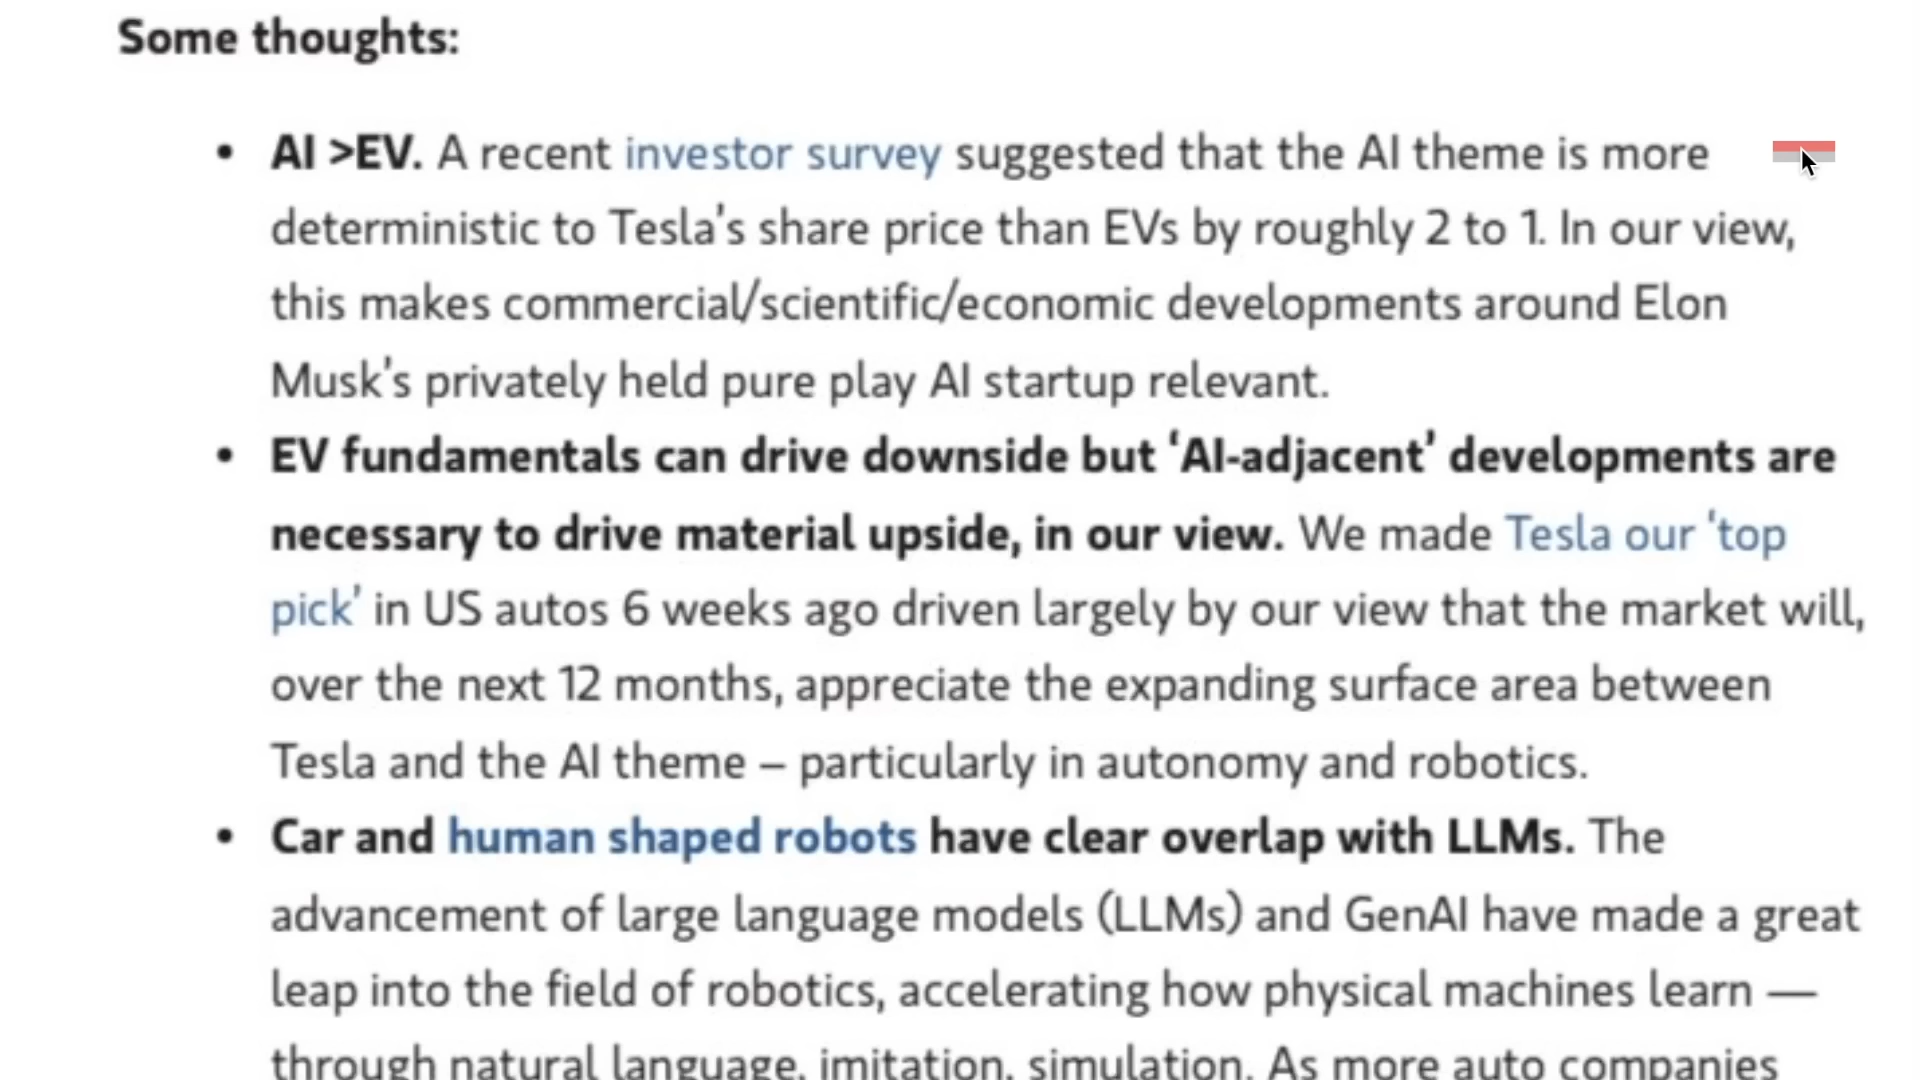 Some thoughts:
• AI >EV. A recent investor survey suggested that the AI theme is more
deterministic to Tesla's share price than EVs by roughly 2 to 1. In our view,
this makes commercial/scientific/economic developments around Elon
Musk's privately held pure play AI startup relevant.
• EV fundamentals can drive downside but 'AI-adjacent' developments are
necessary to drive material upside, in our view. We made Tesla our 'top
pick' in US autos 6 weeks ago driven largely by our view that the market will,
over the next 12 months, appreciate the expanding surface area between
Tesla and the AI theme – particularly in autonomy and robotics.
• Car and human shaped robots have clear overlap with LLMs. The
advancement of large language models (LLMs) and GenAI have made a great
leap into the field of robotics, accelerating how physical machines learn —
through natural language, imitation, simulation. As more auto companies